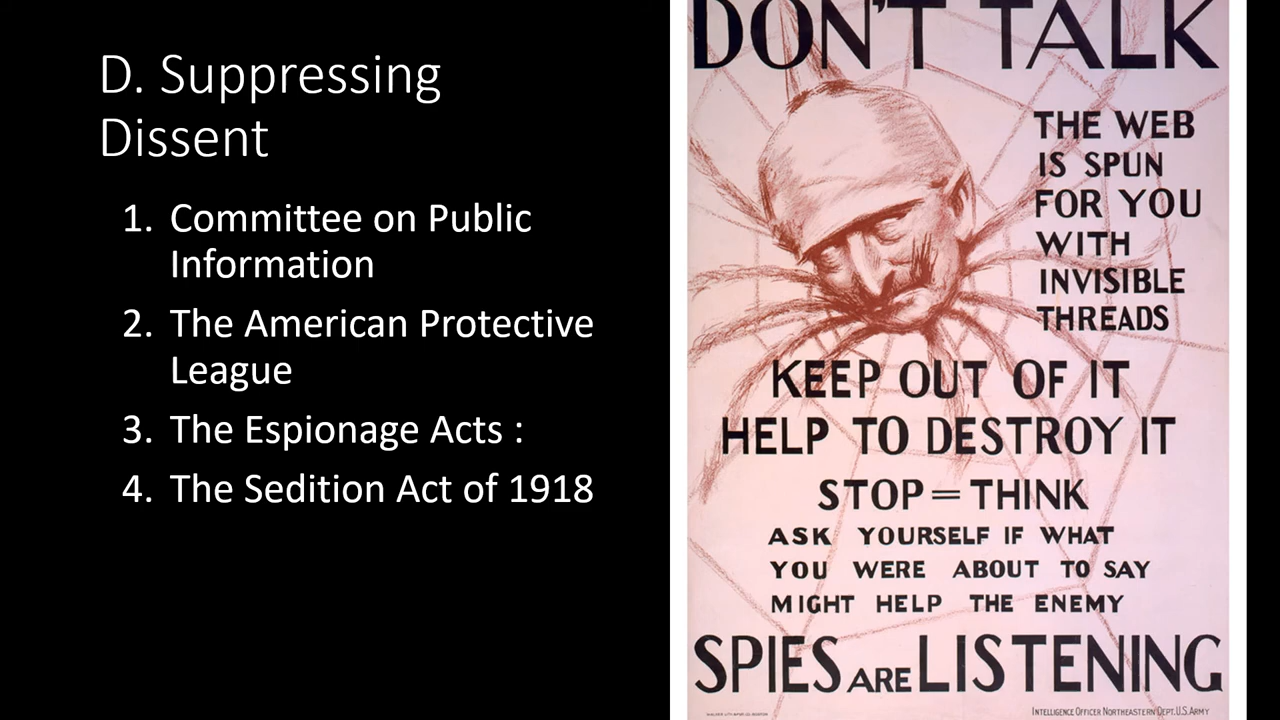 D. Suppressing
Dissent
1. Committee on Public
Information
2. The American Protective
League
3. The Espionage Acts :
4. The Sedition Act of 1918
DON'T TALK
THE WEB
IS SPUN
FOR YOU
WITH
INVISIBLE
THREADS
KEEP OUT OF IT
HELP TO DESTROY IT
STOP = THINK
ASK YOURSELF IF WHAT
YOU WERE ABOUT TO SAY
MIGHT HELP THE ENEMY
SPIES ARE LISTENING
INTELLIGENCE OFFICER NORTHEASTERN DEPT. U.S. ARMY